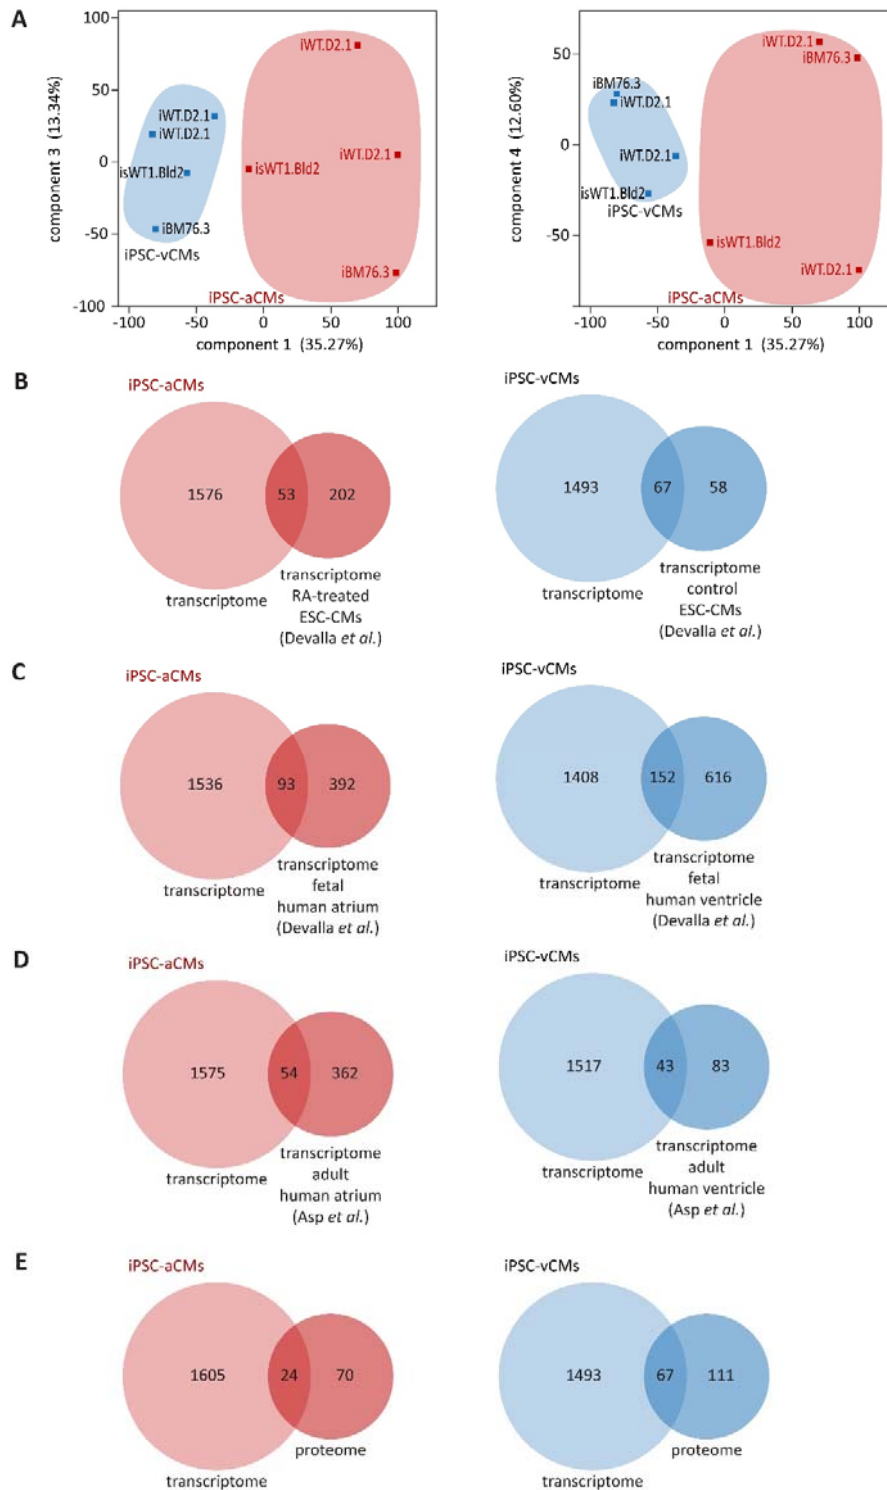 A
100
50
0
-50
-100
component 3 (13.34%)
iWT.D2.1
iWT.D2.1
iWT.D2.1
isWT1.Bld2
iWT.D2.1
isWT1.Bld2
iBM76.3
iPSC-vCMs
iBM76.3
iPSC-aCMs
-100 -50 0 50 100
component 1 (35.27%)
50
0
-50
component 4 (12.60%)
iWT.D2.1
iBM76.3
iBM76.3
iWT.D2.1
iWT.D2.1
isWT1.Bld2
iPSC-vCMs
isWT1.Bld2
iWT.D2.1
iPSC-aCMs
-100 -50 0 50 100
component 1 (35.27%)
B
iPSC-aCMs
1576 53 202
transcriptome
transcriptome
RA-treated
ESC-CMs
(Devalla et al.)
iPSC-vCMs
1493 67 58
transcriptome
transcriptome
control
ESC-CMs
(Devalla et al.)
C
iPSC-aCMs
1536 93 392
transcriptome
transcriptome
fetal
human atrium
(Devalla et al.)
iPSC-vCMs
1408 152 616
transcriptome
transcriptome
fetal
human ventricle
(Devalla et al.)
D
iPSC-aCMs
1575 54 362
transcriptome
transcriptome
adult
human atrium
(Asp et al.)
iPSC-vCMs
1517 43 83
transcriptome
transcriptome
adult
human ventricle
(Asp et al.)
E
iPSC-aCMs
1605 24 70
proteome
transcriptome
iPSC-vCMs
1493 67 111
proteome
transcriptome